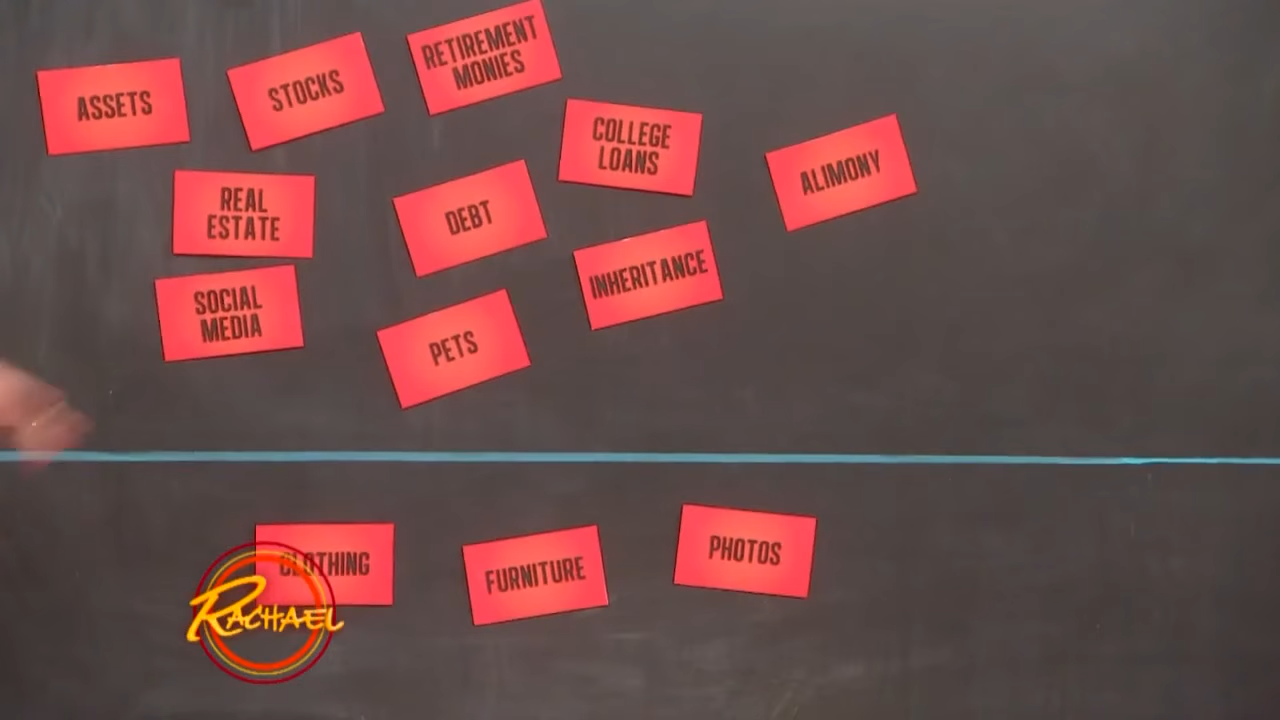 ASSETS
STOCKS
RETIREMENT
MONIES
COLLEGE
LOANS
ALIMONY
REAL
ESTATE
DEBT
INHERITANCE
SOCIAL
MEDIA
PETS
CLOTHING
FURNITURE
PHOTOS
RACHAEL